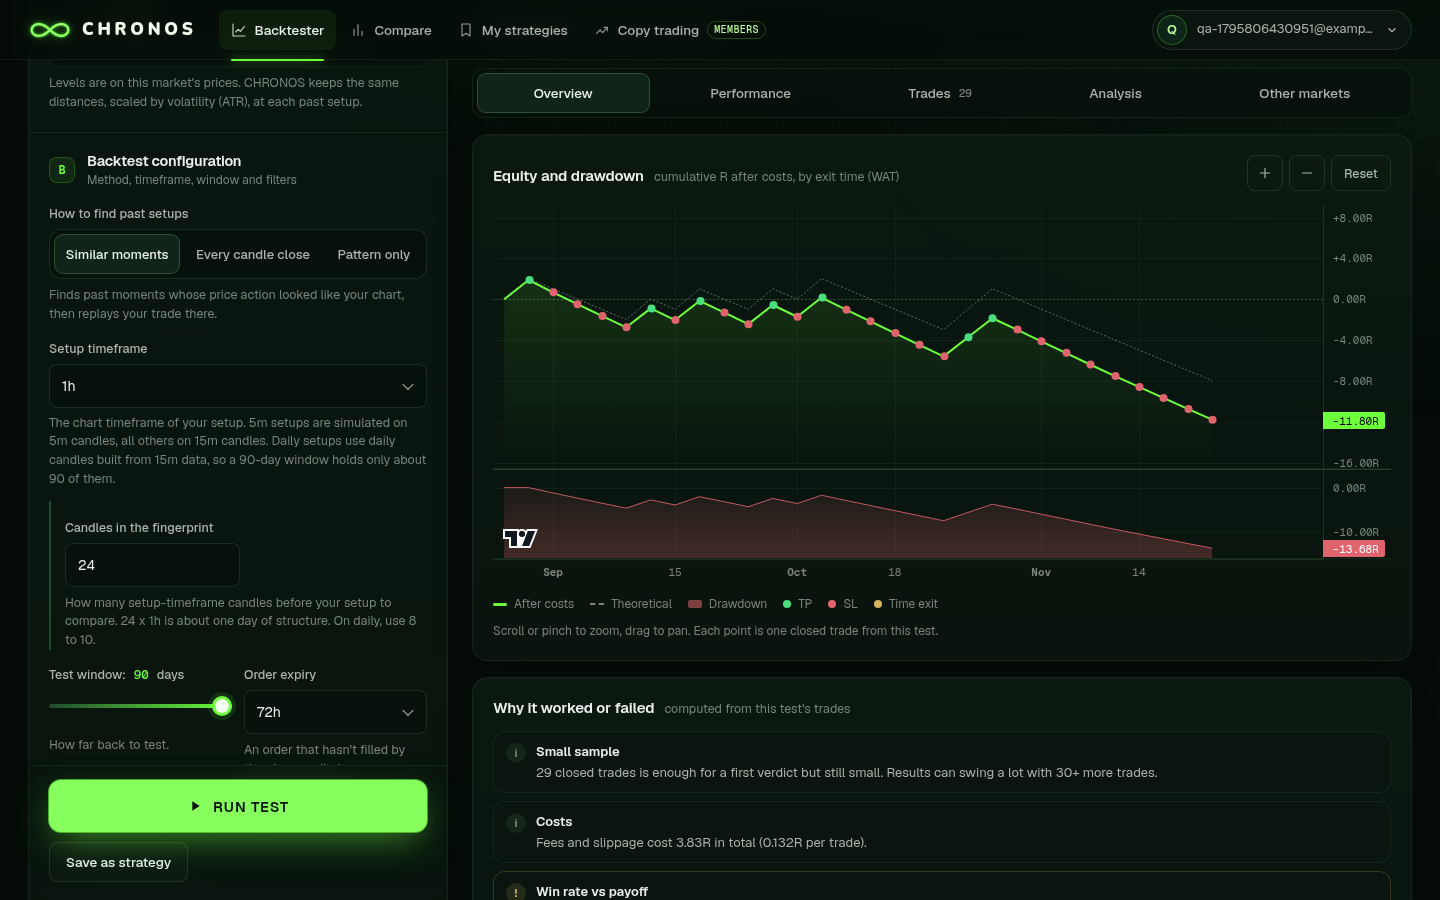 CHRONOS
Backtester
Compare
My strategies
Copy trading MEMBERS
Q qa-1795806430951@examp...
Levels are on this market's prices. CHRONOS keeps the same
distances, scaled by volatility (ATR), at each past setup.
B Backtest configuration
Method, timeframe, window and filters
How to find past setups
Similar moments Every candle close Pattern only
Finds past moments whose price action looked like your chart,
then replays your trade there.
Setup timeframe
1h
The chart timeframe of your setup. 5m setups are simulated on
5m candles, all others on 15m candles. Daily setups use daily
candles built from 15m data, so a 90-day window holds only about
90 of them.
Candles in the fingerprint
24
How many setup-timeframe candles before your setup to
compare. 24 x 1h is about one day of structure. On daily, use 8
to 10.
Test window: 90 days
How far back to test.
Order expiry
72h
An order that hasn't filled by
RUN TEST
Save as strategy
Overview Performance Trades 29 Analysis Other markets
Equity and drawdown cumulative R after costs, by exit time (WAT)
+ − Reset
+8.00R
+4.00R
0.00R
-4.00R
-8.00R
-11.80R
-16.00R
0.00R
-10.00R
-13.68R
Sep 15 Oct 18 Nov 14
After costs Theoretical Drawdown TP SL Time exit
Scroll or pinch to zoom, drag to pan. Each point is one closed trade from this test.
Why it worked or failed computed from this test's trades
i Small sample
29 closed trades is enough for a first verdict but still small. Results can swing a lot with 30+ more trades.
i Costs
Fees and slippage cost 3.83R in total (0.132R per trade).
! Win rate vs payoff